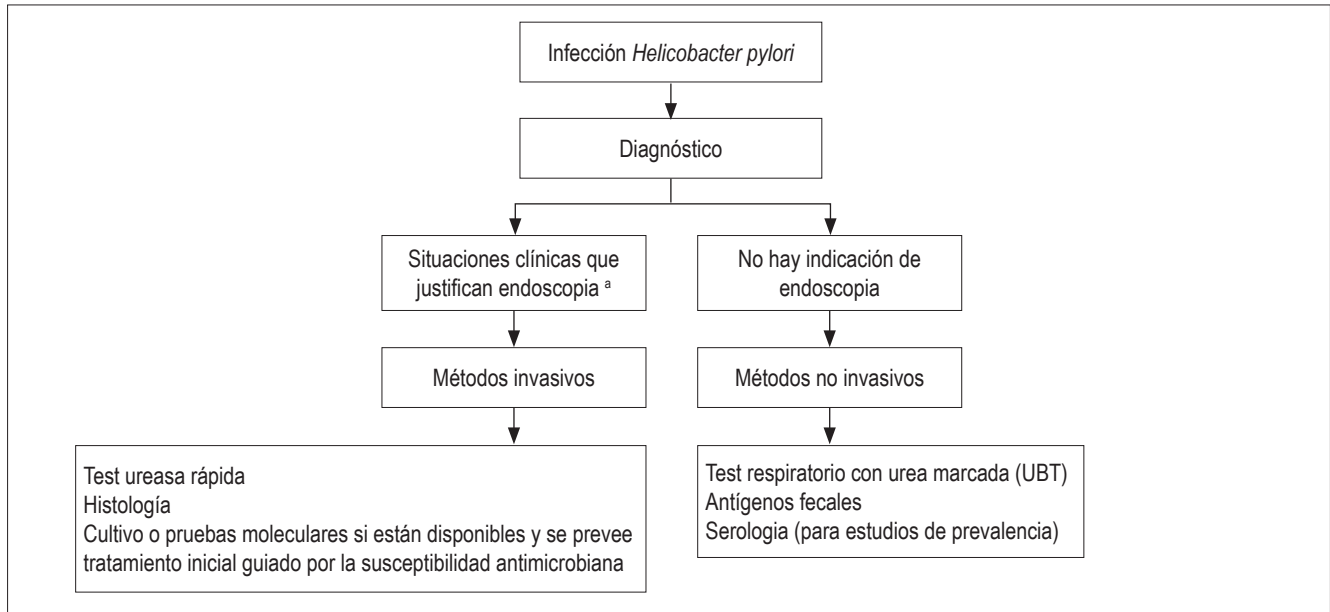 Infección Helicobacter pylori
Diagnóstico
Situaciones clínicas que
justifican endoscopia ª
No hay indicación de
endoscopia
Métodos invasivos
Métodos no invasivos
Test ureasa rápida
Histología
Cultivo o pruebas moleculares si están disponibles y se prevee
tratamiento inicial guiado por la susceptibilidad antimicrobiana
Test respiratorio con urea marcada (UBT)
Antígenos fecales
Serologia (para estudios de prevalencia)